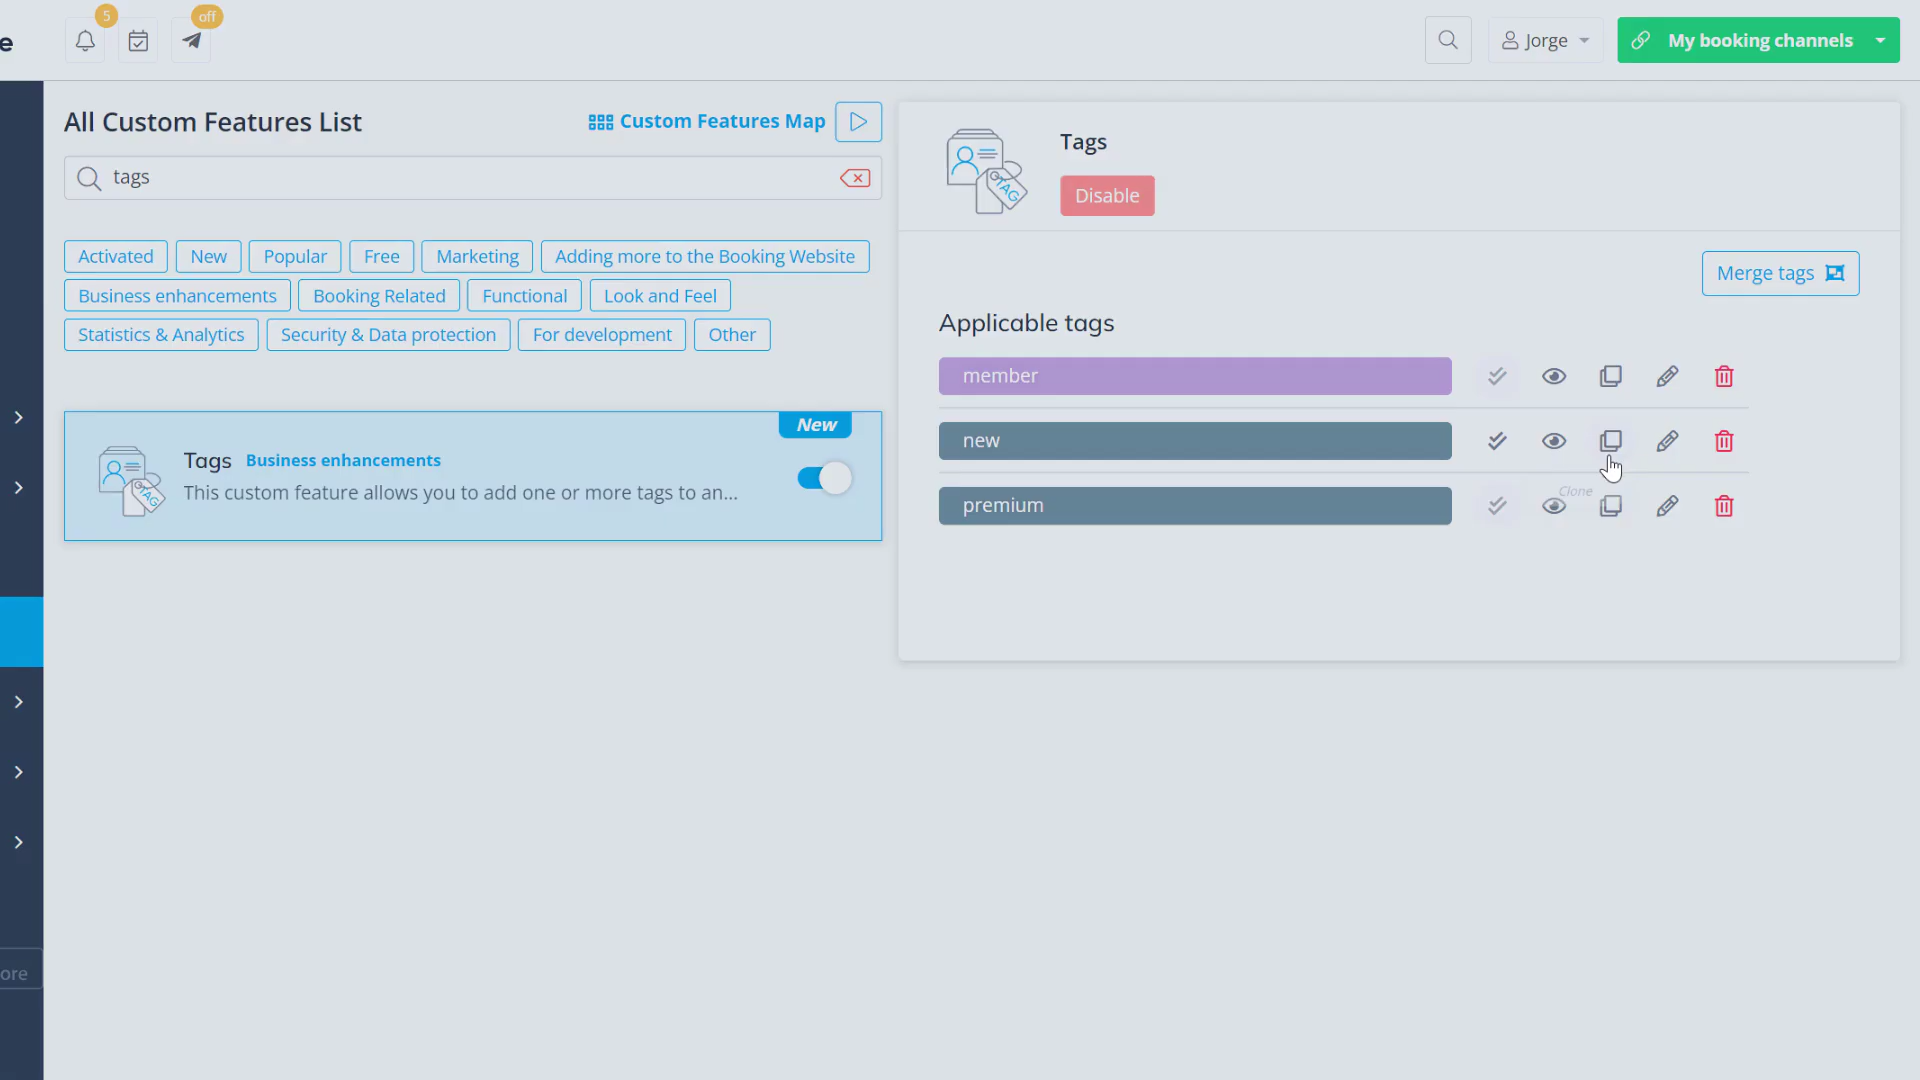 e
5
off
Jorge
My booking channels
All Custom Features List
Custom Features Map
tags
Activated
New
Popular
Free
Marketing
Adding more to the Booking Website
Business enhancements
Booking Related
Functional
Look and Feel
Statistics & Analytics
Security & Data protection
For development
Other
New
Tags
Business enhancements
This custom feature allows you to add one or more tags to an...
TAG
ore
TAG
Tags
Disable
Merge tags
Applicable tags
member
new
Clone
premium